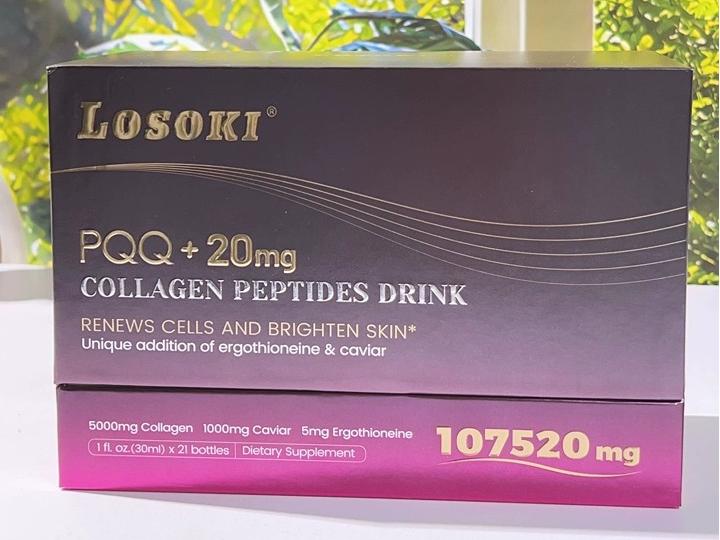 LOSOKI®
PQQ + 20mg
COLLAGEN PEPTIDES DRINK
RENEWS CELLS AND BRIGHTEN SKIN*
Unique addition of ergothioneine & caviar
5000mg Collagen 1000mg Caviar 5mg Ergothioneine
1 fl. oz.(30ml) x 21 bottles | Dietary Supplement
107520 mg